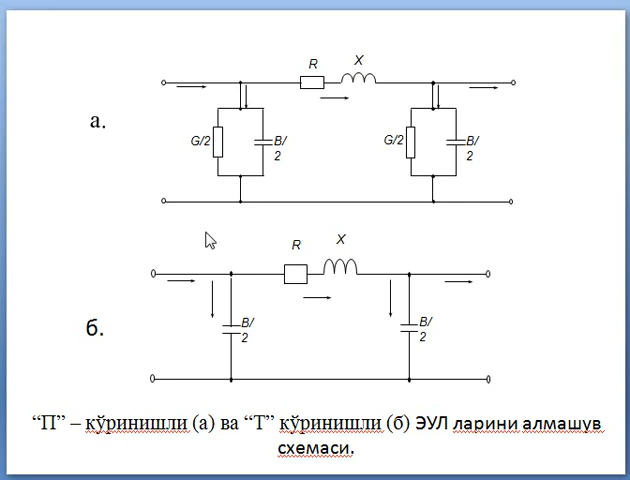 R
X
а.
G/2
B/
2
G/2
B/
2
R
X
б.
B/
2
B/
2
“П” – кўринишли (а) ва “Т” кўринишли (б) ЭУЛ ларини алмашув
схемаси.